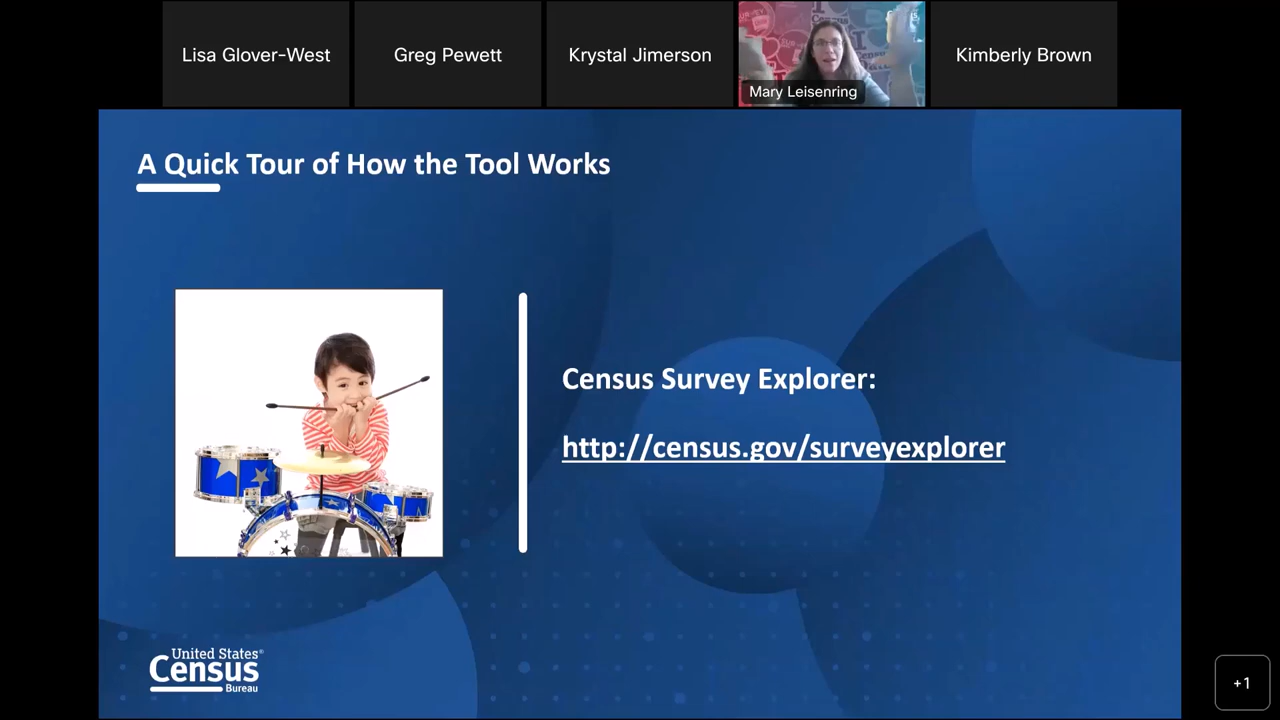 Lisa Glover-West
Greg Pewett
Krystal Jimerson
Mary Leisenring
Kimberly Brown
A Quick Tour of How the Tool Works
Census Survey Explorer:
http://census.gov/surveyexplorer
United States®
Census
Bureau
+1